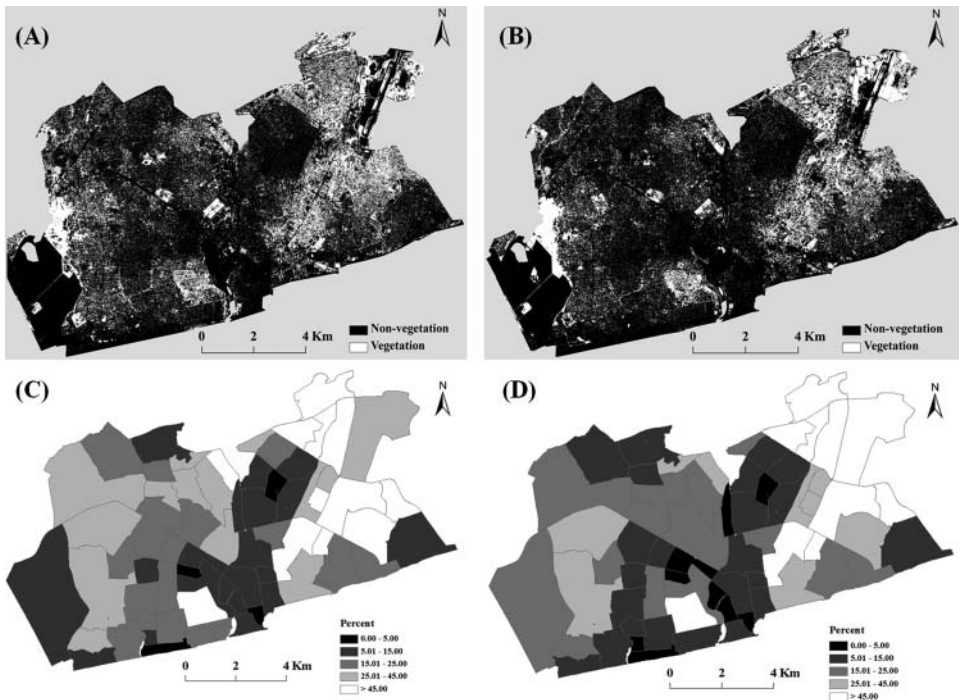 (A)
N
0 2 4 Km
Non-vegetation
Vegetation
(B)
N
0 2 4 Km
Non-vegetation
Vegetation
(C)
N
Percent
0.00 - 5.00
5.01 - 15.00
15.01 - 25.00
25.01 - 45.00
> 45.00
0 2 4 Km
(D)
N
Percent
0.00 - 5.00
5.01 - 15.00
15.01 - 25.00
25.01 - 45.00
> 45.00
0 2 4 Km